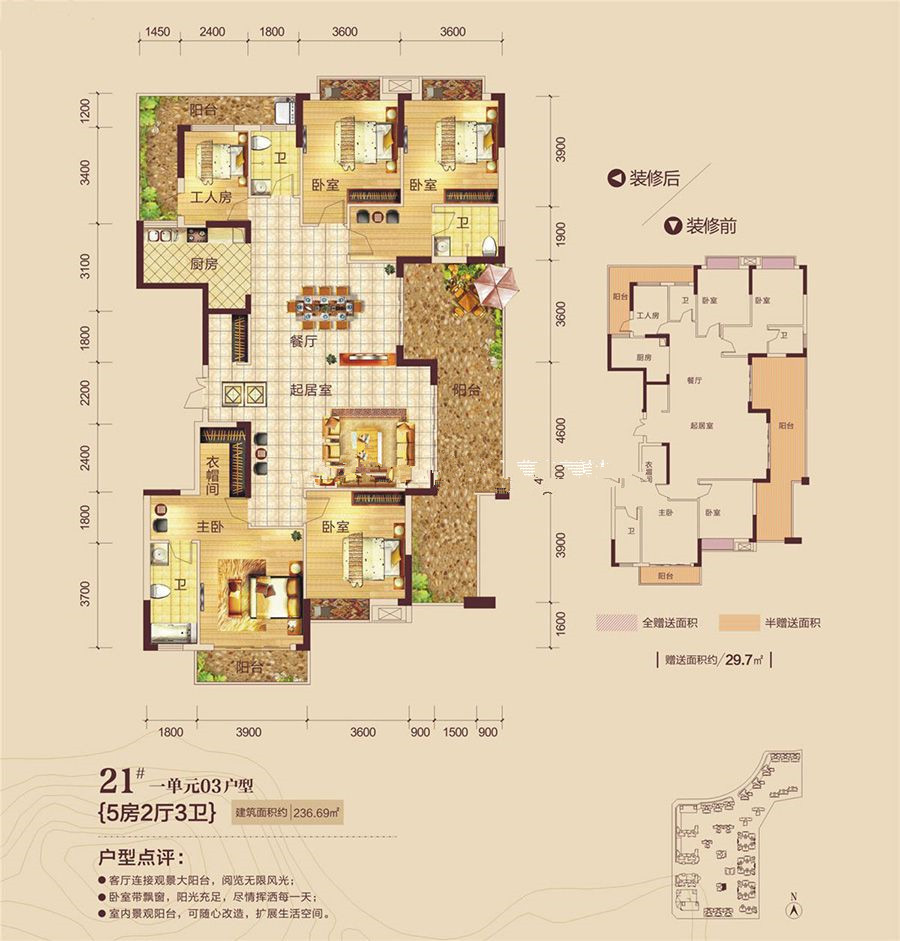 1450 2400 1800 3600 3600
1200
3400
3100
1800
2200
2400
1800
3700
3900
1900
3600
4600
3900
1600
阳台
卫
卧室
卧室
工人房
卫
厨房
餐厅
起居室
阳台
衣帽间
主卧
卧室
卫
阳台
1800 3900 3600 900 1500 900
装修后
装修前
阳台
工人房
卫
卧室
卧室
卫
厨房
餐厅
起居室
阳台
衣帽间
主卧
卧室
卫
阳台
全赠送面积 半赠送面积
赠送面积约/29.7㎡
21# 一单元03户型
{5房2厅3卫} 建筑面积约 236.69㎡
户型点评：
●客厅连接观景大阳台，阅览无限风光；
●卧室带飘窗，阳光充足，尽情挥洒每一天；
●室内景观阳台，可随心改造，扩展生活空间。
N